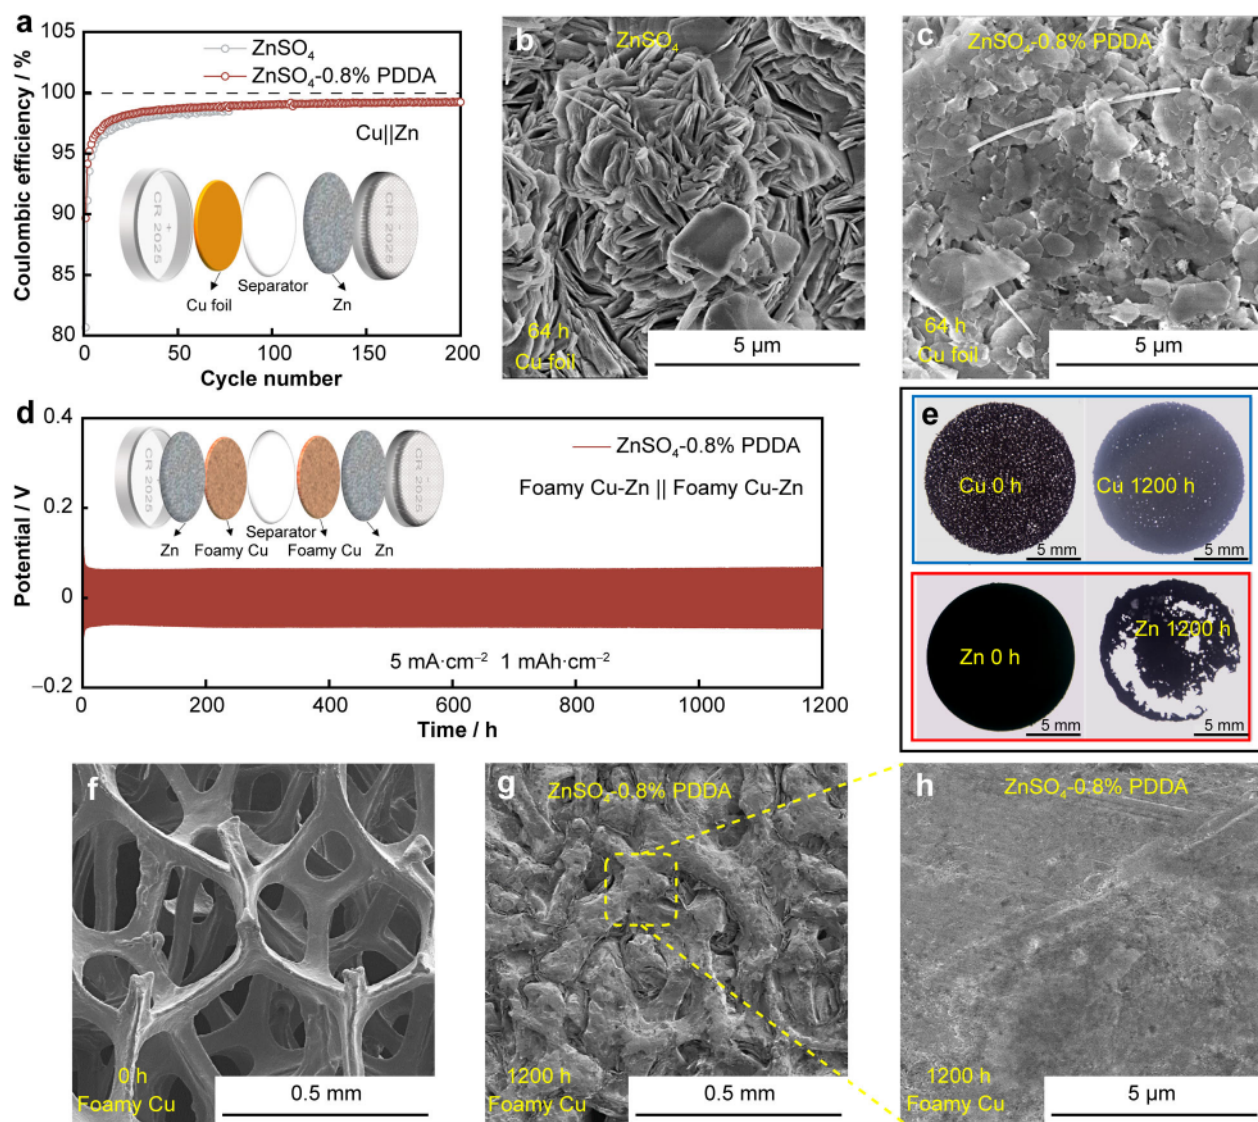 a
105
100
95
90
85
80
Coulombic efficiency / %
ZnSO₄
ZnSO₄-0.8% PDDA
Cu||Zn
CR 2025
+
CR 2025
-
Cu foil
Separator
Zn
0
50
100
150
200
Cycle number
b
ZnSO₄
64 h
Cu foil
5 μm
c
ZnSO₄-0.8% PDDA
64 h
Cu foil
5 μm
d
0.4
0.2
0
−0.2
Potential / V
CR 2025
CR 2025
ZnSO₄-0.8% PDDA
Foamy Cu-Zn || Foamy Cu-Zn
Separator
Zn
Foamy Cu
Foamy Cu
Zn
5 mA·cm⁻² 1 mAh·cm⁻²
0
200
400
600
800
1000
1200
Time / h
e
Cu 0 h
5 mm
Cu 1200 h
5 mm
Zn 0 h
5 mm
Zn 1200 h
5 mm
f
0 h
Foamy Cu
0.5 mm
g
ZnSO₄-0.8% PDDA
1200 h
Foamy Cu
0.5 mm
h
ZnSO₄-0.8% PDDA
1200 h
Foamy Cu
5 μm